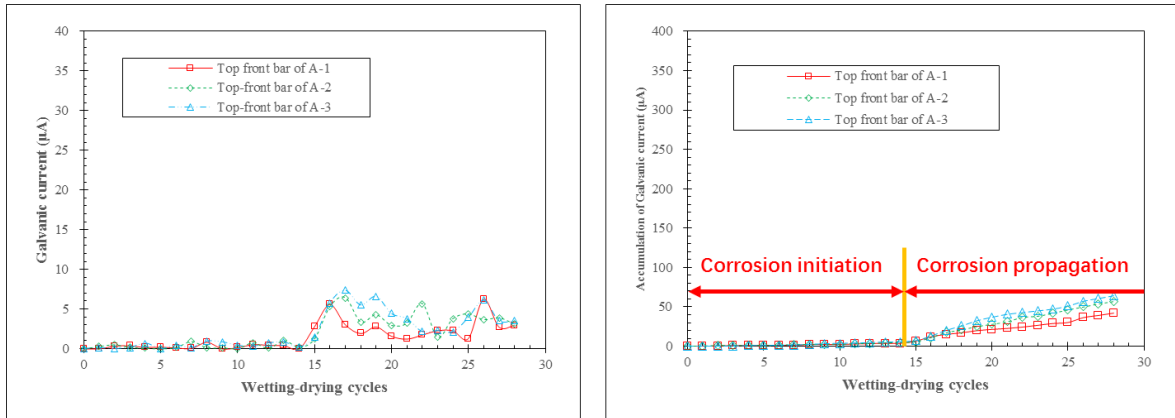 40
35
30
25
20
15
10
5
0
Galvanic current (μA)
Top front bar of A-1
Top-front bar of A-2
Top-front bar of A-3
0 5 10 15 20 25 30
Wetting-drying cycles
400
350
300
250
200
150
100
50
0
Accumulation of Galvanic current (μA)
Top front bar of A-1
Top-front bar of A-2
Top front bar of A-3
Corrosion initiation
Corrosion propagation
0 5 10 15 20 25 30
Wetting-drying cycles